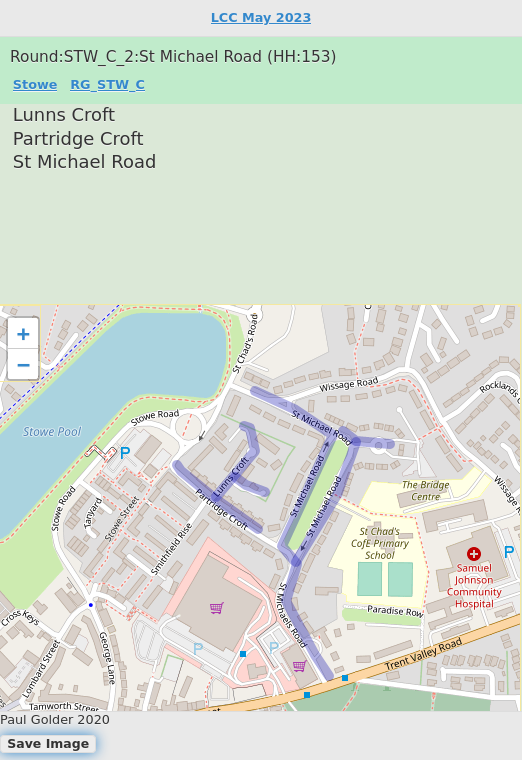 LCC May 2023
Round:STW_C_2:St Michael Road (HH:153)
Stowe RG_STW_C
Lunns Croft
Partridge Croft
St Michael Road
+
−
St Chad's Road
Wissage Road
Rocklands
Stowe Road
St Michael Road
Stowe Pool
P
Lunns Croft
St Michael Road
St Michael Road
The Bridge
Centre
Wissage R
Stowe Road
Tanyard
Stowe Street
Partridge Croft
Smithfield Rise
St Chad's
CofE Primary
School
P
Samuel
Johnson
Community
Hospital
Cross Keys
George Lane
St Michaels Road
Paradise Row
Lombard Street
P
P
Trent Valley Road
Tamworth Street
Paul Golder 2020
Save Image